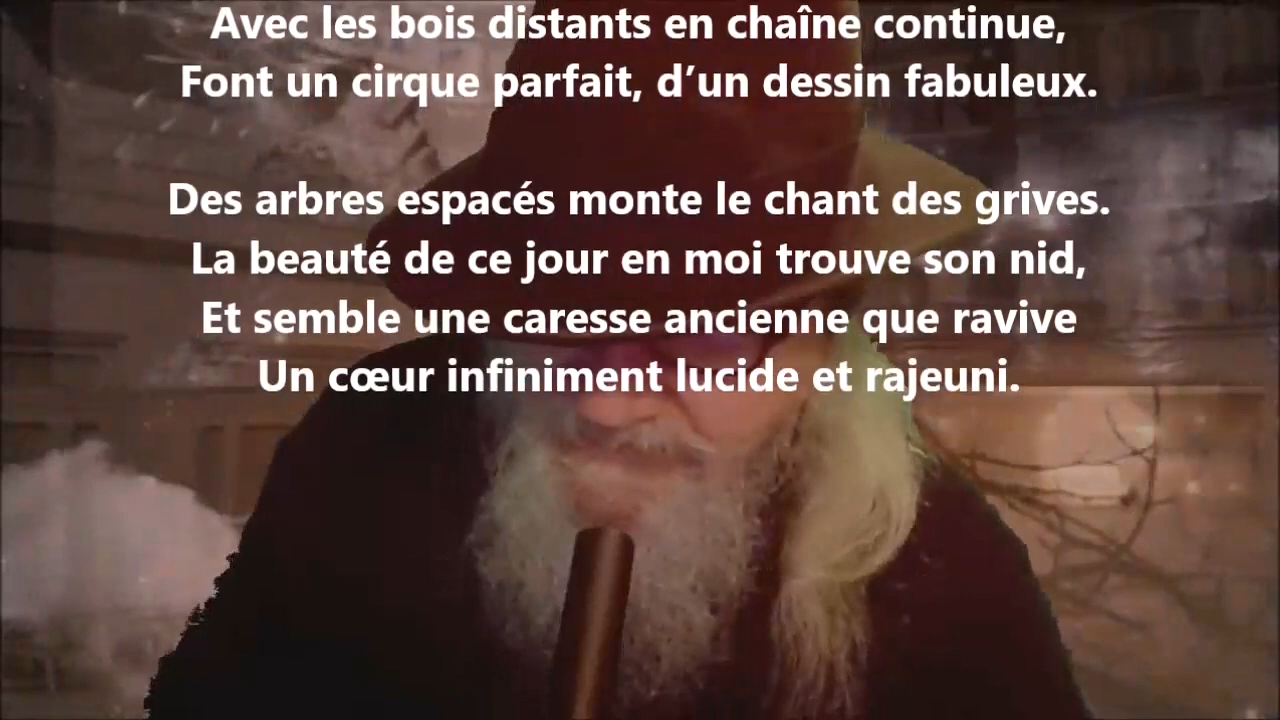 Avec les bois distants en chaîne continue,
Font un cirque parfait, d’un dessin fabuleux.
Des arbres espacés monte le chant des grives.
La beauté de ce jour en moi trouve son nid,
Et semble une caresse ancienne que ravive
Un cœur infiniment lucide et rajeuni.